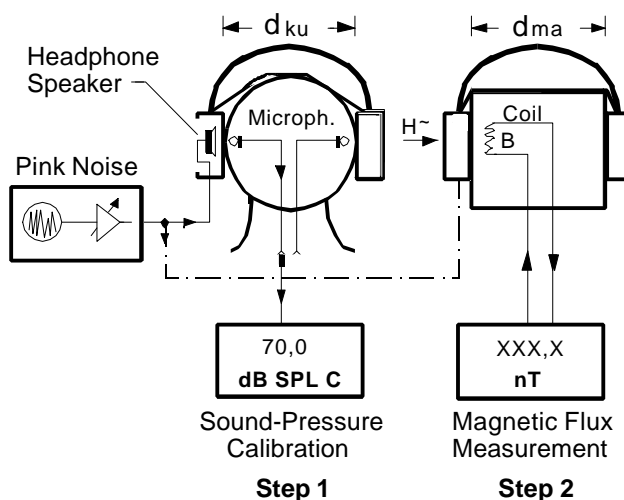 d ku
d ma
Headphone
Speaker
Microph.
H~
Coil
B
Pink Noise
70,0
dB SPL C
XXX,X
nT
Sound-Pressure
Calibration
Magnetic Flux
Measurement
Step 1
Step 2